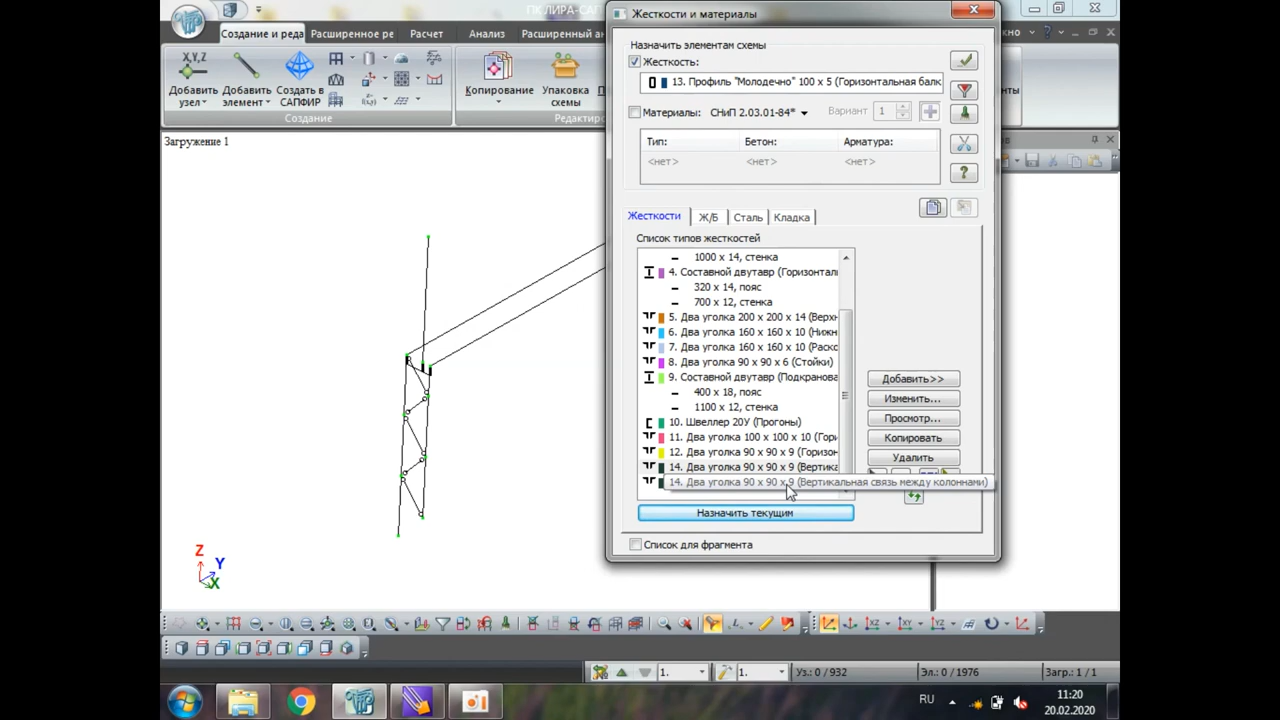 ПК ЛИРА-САП
Жесткости и материалы
Создание и реда
Расширенное ре
Расчет
Анализ
Расширенный ан
X,Y,Z
Добавить узел
Добавить элемент
Создать в САПФИР
Создание
Копирование
Упаковка схемы
Редактиро
Загружение 1
Z
Y
X
Назначить элементам схемы
Жесткость:
13. Профиль "Молодечно" 100 x 5 (Горизонтальная балк
Материалы:
СНиП 2.03.01-84*
Вариант
1
Тип:
Бетон:
Арматура:
<нет>
<нет>
<нет>
Жесткости
Ж/Б
Сталь
Кладка
Список типов жесткостей
1000 x 14, стенка
4. Составной двутавр (Горизонталь
320 x 14, пояс
700 x 12, стенка
5. Два уголка 200 x 200 x 14 (Верхн
6. Два уголка 160 x 160 x 10 (Нижн
7. Два уголка 160 x 160 x 10 (Раско
8. Два уголка 90 x 90 x 6 (Стойки)
9. Составной двутавр (Подкранова
400 x 18, пояс
1100 x 12, стенка
10. Швеллер 20У (Прогоны)
11. Два уголка 100 x 100 x 10 (Гори
12. Два уголка 90 x 90 x 9 (Горизон
14. Два уголка 90 x 90 x 9 (Вертика
14. Два уголка 90 x 90 x 9 (Вертикальная связь между колоннами)
Добавить>>
Изменить...
Просмотр...
Копировать
Удалить
Назначить текущим
Список для фрагмента
1.
1.
Уз.: 0 / 932
Эл.: 0 / 1976
Загр.: 1 / 1
RU
11:20
20.02.2020